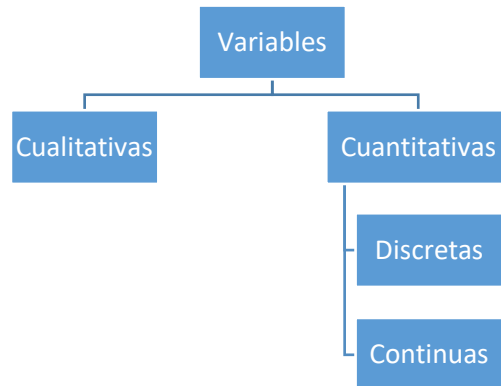 Variables
Cualitativas
Cuantitativas
Discretas
Continuas